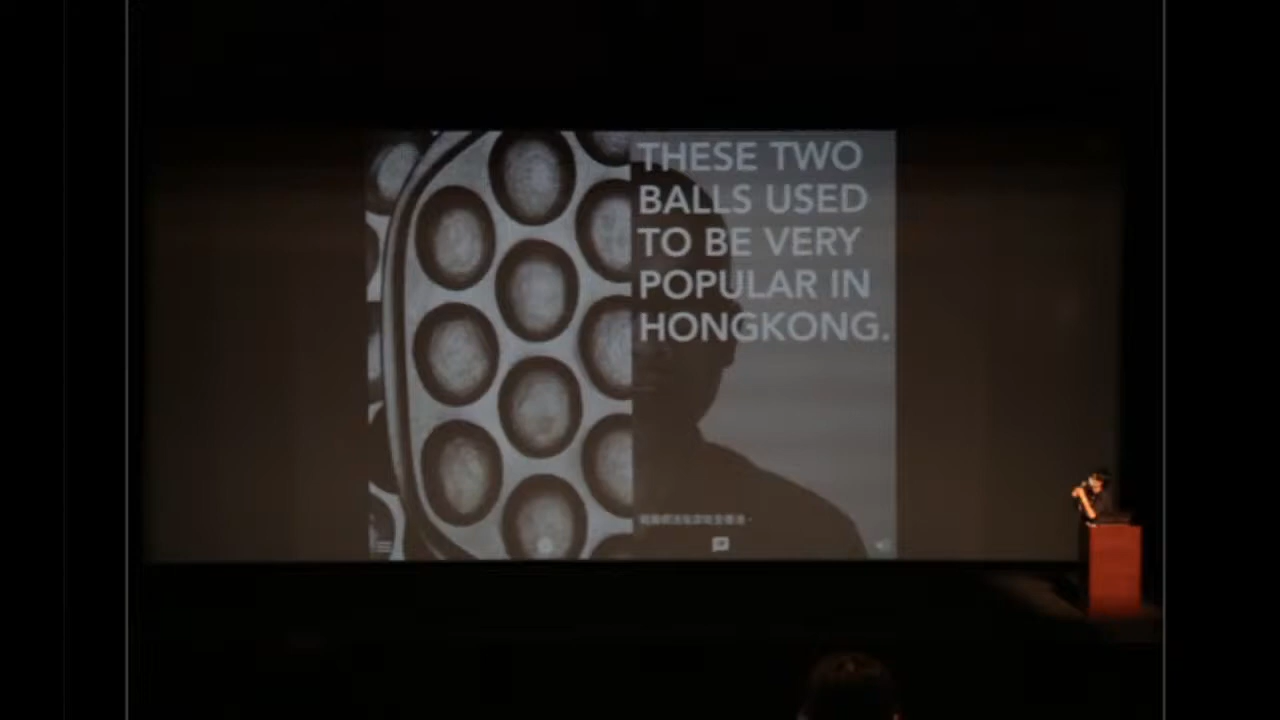 THESE TWO
BALLS USED
TO BE VERY
POPULAR IN
HONGKONG.